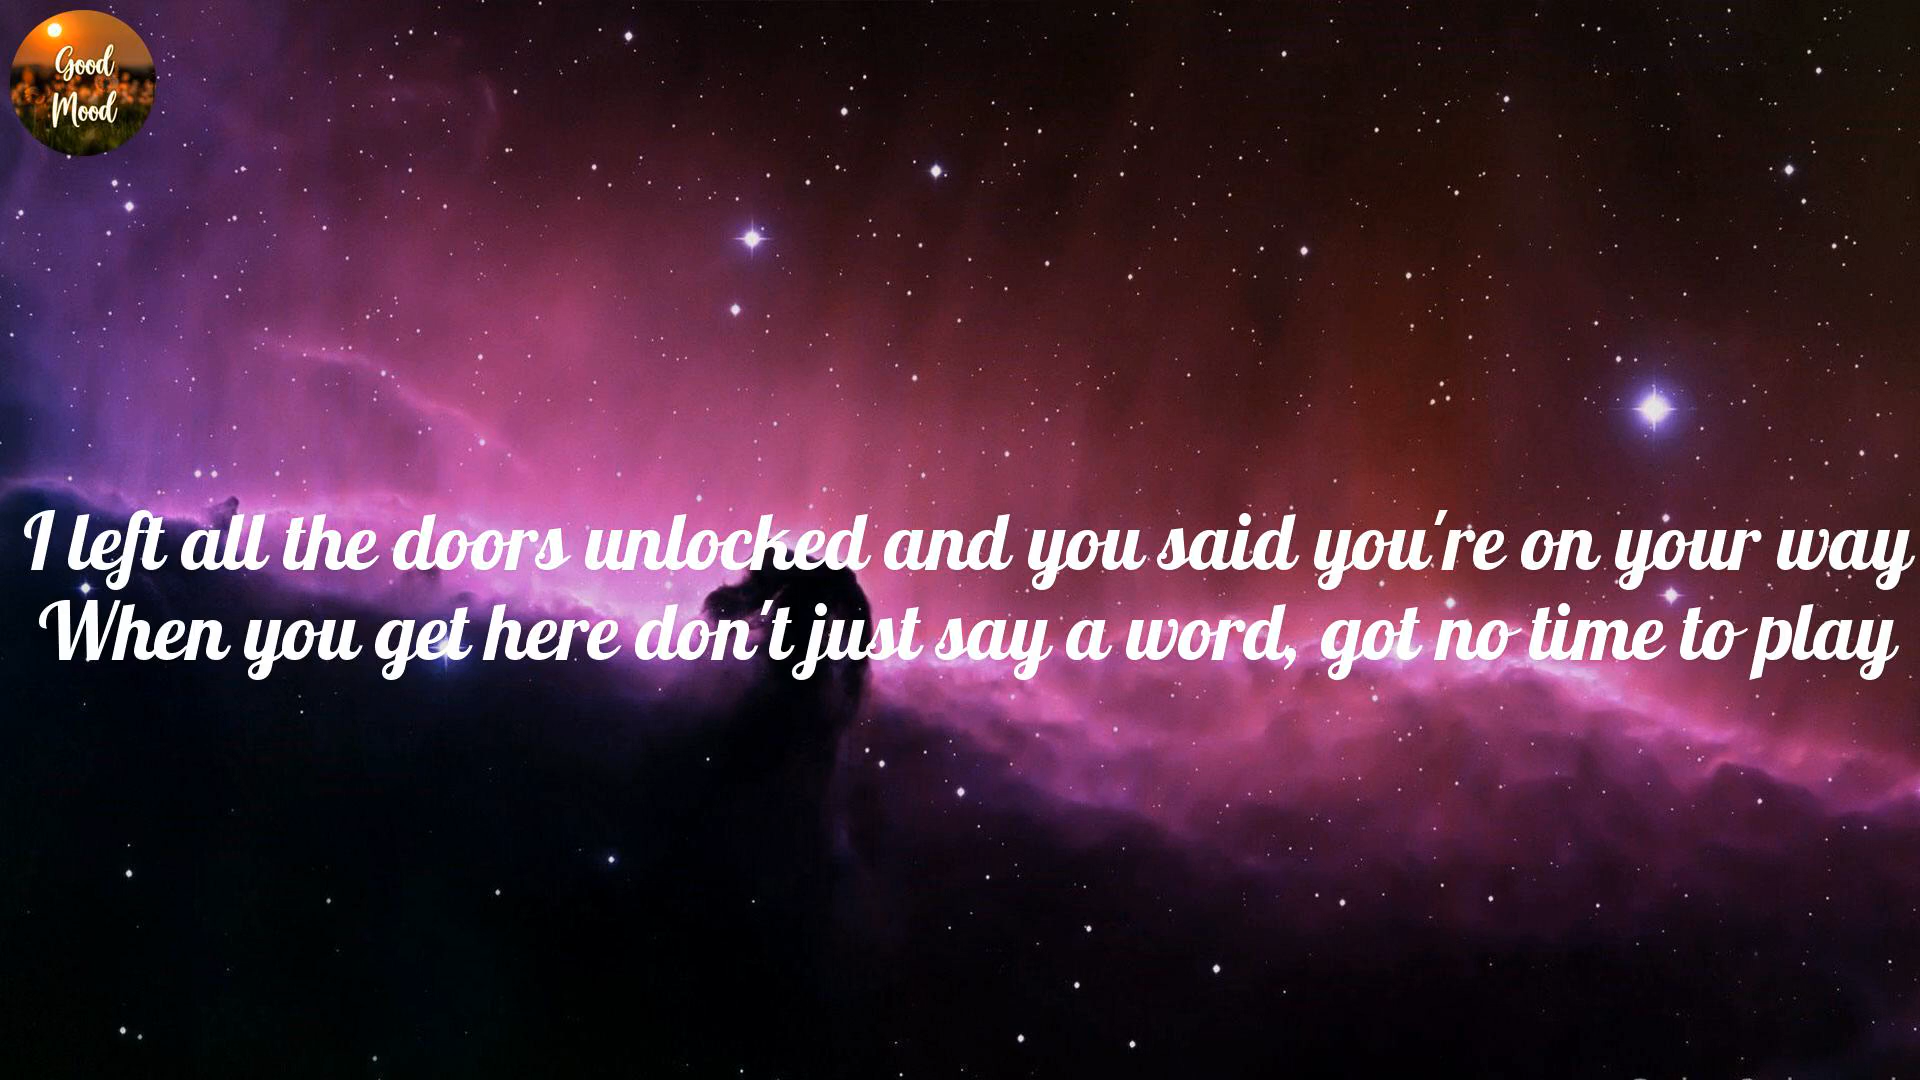 Good
Mood
I left all the doors unlocked and you said you're on your way
When you get here don't just say a word, got no time to play